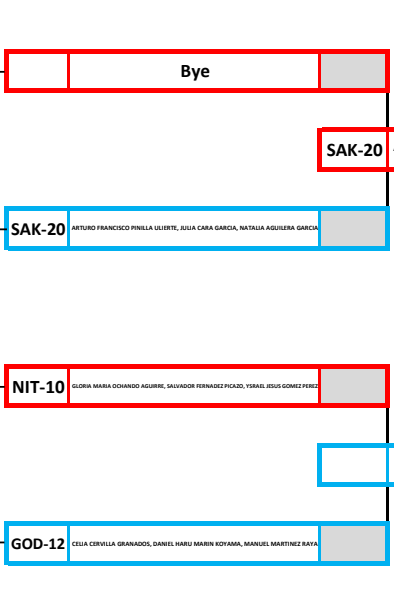 Bye
SAK-20
SAK-20 ARTURO FRANCISCO PINILLA ULIERTE, JULIA CARA GARCIA, NATALIA AGUILERA GARCIA
NIT-10 GLORIA MARIA OCHANDO AGUIRRE, SALVADOR FERNADEZ PICAZO, YSRAEL JESUS GOMEZ PEREZ
GOD-12 CELIA CERVILLA GRANADOS, DANIEL HARU MARIN KOYAMA, MANUEL MARTINEZ RAYA